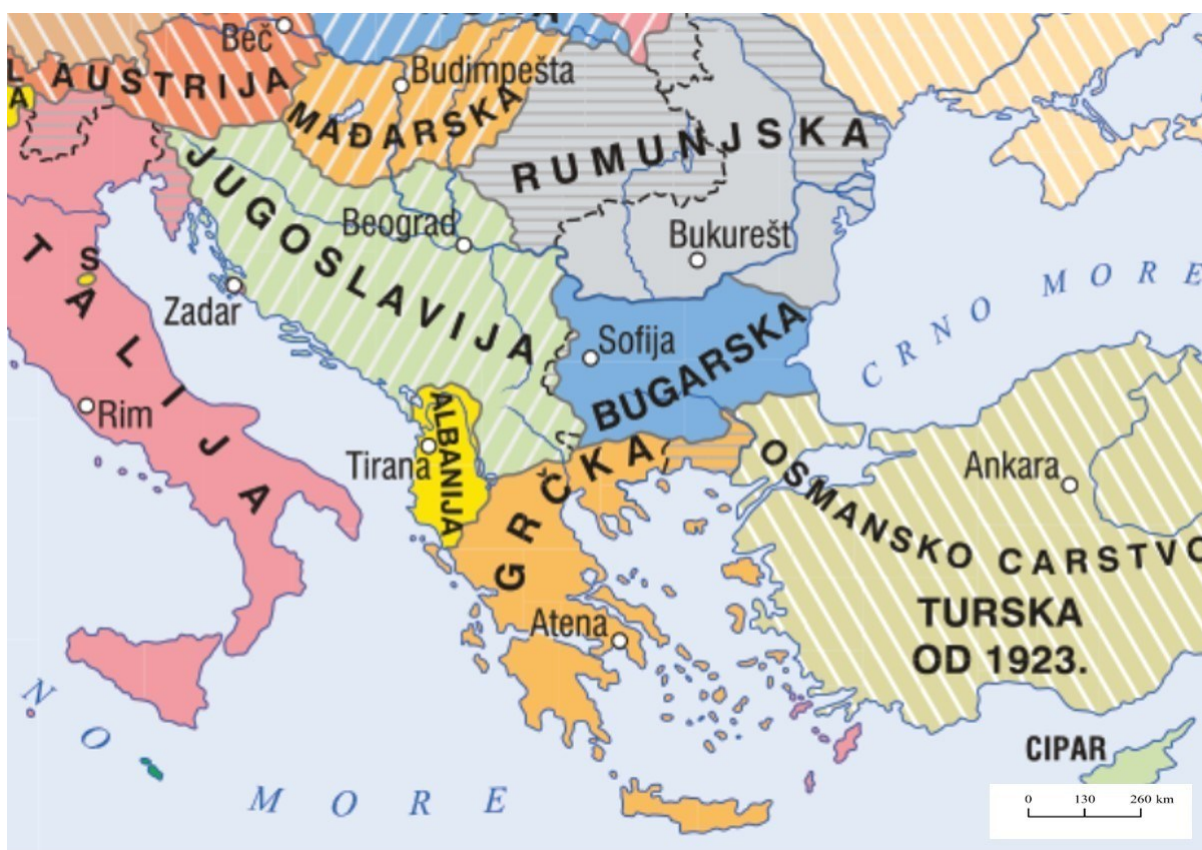 Beč
L AUSTRIJA
A
Budimpešta
MAĐARSKA
RUMUNJSKA
JUGOSLAVIJA
Beograd
Bukurešt
S
Zadar
TALIJA
Sofija
BUGARSKA
CRNO MORE
Rim
ALBANIJA
Tirana
GRČKA
Ankara
OSMANSKO CARSTVO
TURSKA
OD 1923.
Atena
NO MORE
CIPAR
0 130 260 km